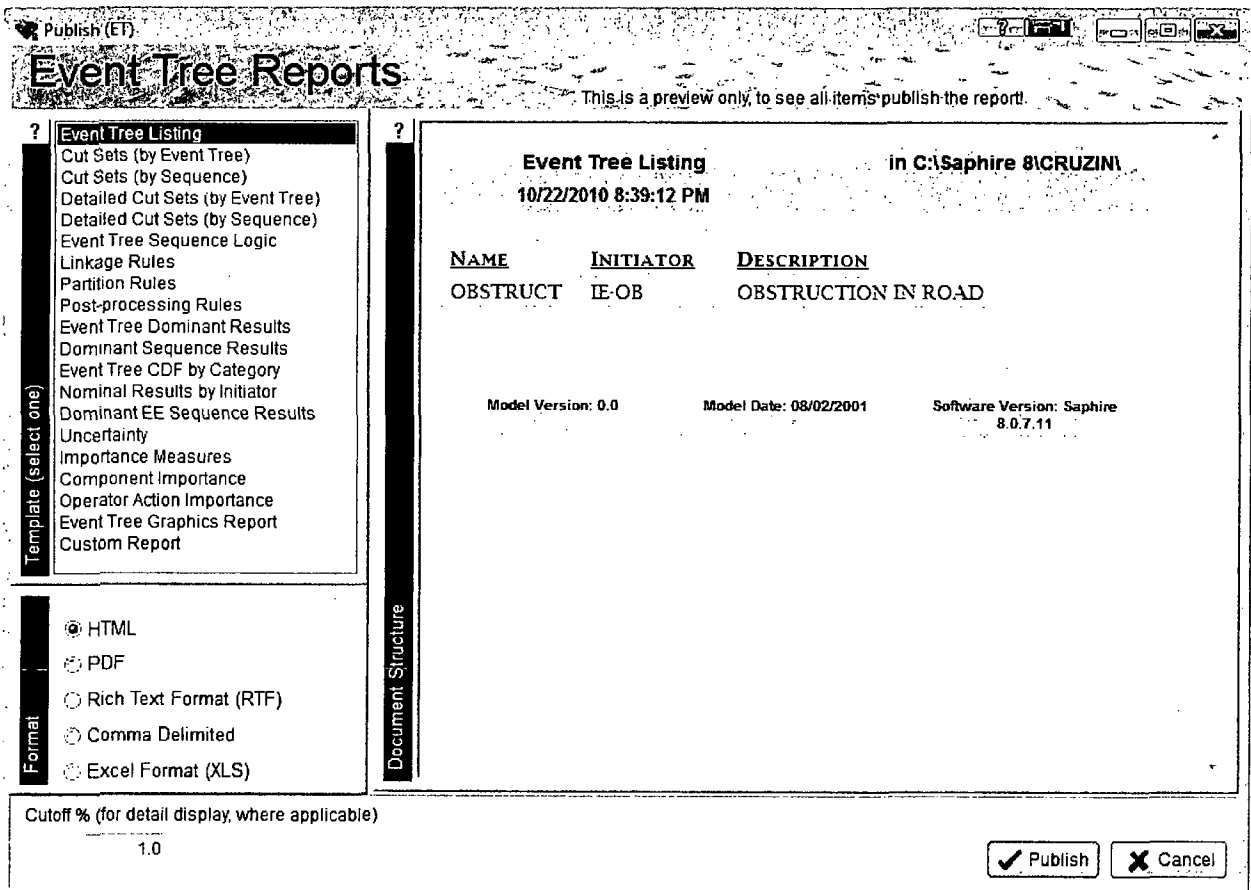 Publish (ET)
Event Tree Reports
This is a preview only, to see all items publish the report!
?
Event Tree Listing
Cut Sets (by Event Tree)
Cut Sets (by Sequence)
Detailed Cut Sets (by Event Tree)
Detailed Cut Sets (by Sequence)
Event Tree Sequence Logic
Linkage Rules
Partition Rules
Post-processing Rules
Event Tree Dominant Results
Dominant Sequence Results
Event Tree CDF by Category
Nominal Results by Initiator
Dominant EE Sequence Results
Uncertainty
Importance Measures
Component Importance
Operator Action Importance
Event Tree Graphics Report
Custom Report
Template (select one)
HTML
PDF
Rich Text Format (RTF)
Comma Delimited
Excel Format (XLS)
Format
?
Document Structure
Event Tree Listing in C:\Saphire 8\CRUZIN\
10/22/2010 8:39:12 PM
NAME INITIATOR DESCRIPTION
OBSTRUCT IE-OB OBSTRUCTION IN ROAD
Model Version: 0.0 Model Date: 08/02/2001 Software Version: Saphire
8.0.7.11
Cutoff % (for detail display, where applicable)
1.0
Publish Cancel